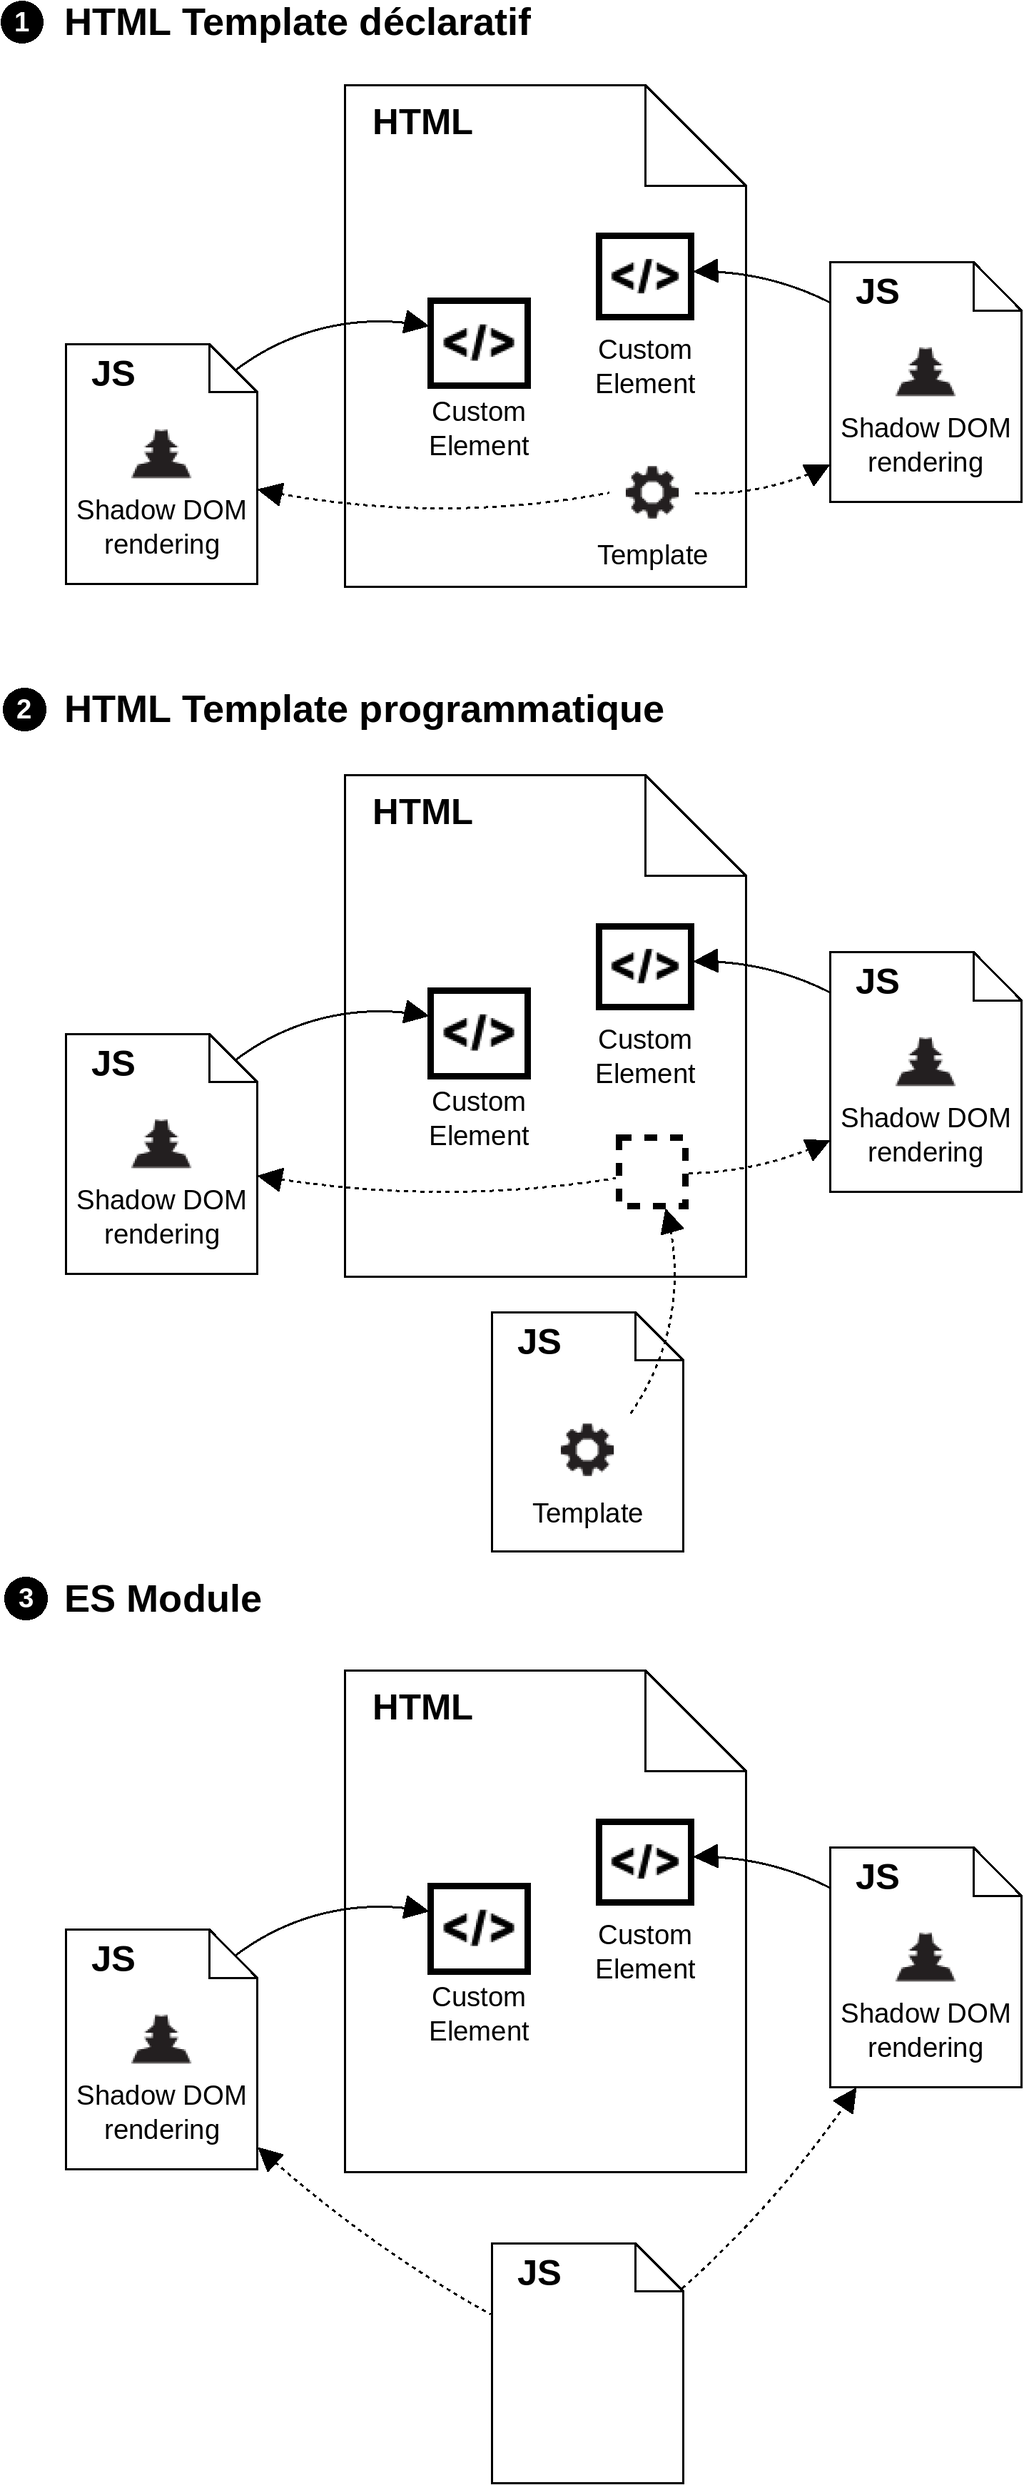 1 HTML Template déclaratif
HTML
</>
Custom
Element
JS
Shadow DOM
rendering
</>
Custom
Element
JS
Shadow DOM
rendering
Template
2 HTML Template programmatique
HTML
</>
Custom
Element
JS
Shadow DOM
rendering
</>
Custom
Element
JS
Shadow DOM
rendering
JS
Template
3 ES Module
HTML
</>
Custom
Element
JS
Shadow DOM
rendering
</>
Custom
Element
JS
Shadow DOM
rendering
JS